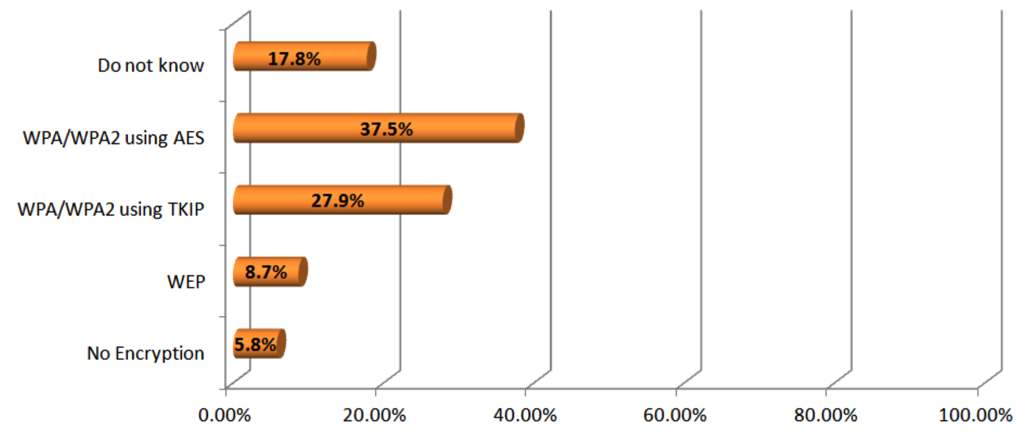 Do not know
17.8%
WPA/WPA2 using AES
37.5%
WPA/WPA2 using TKIP
27.9%
WEP
8.7%
No Encryption
5.8%
0.00% 20.00% 40.00% 60.00% 80.00% 100.00%